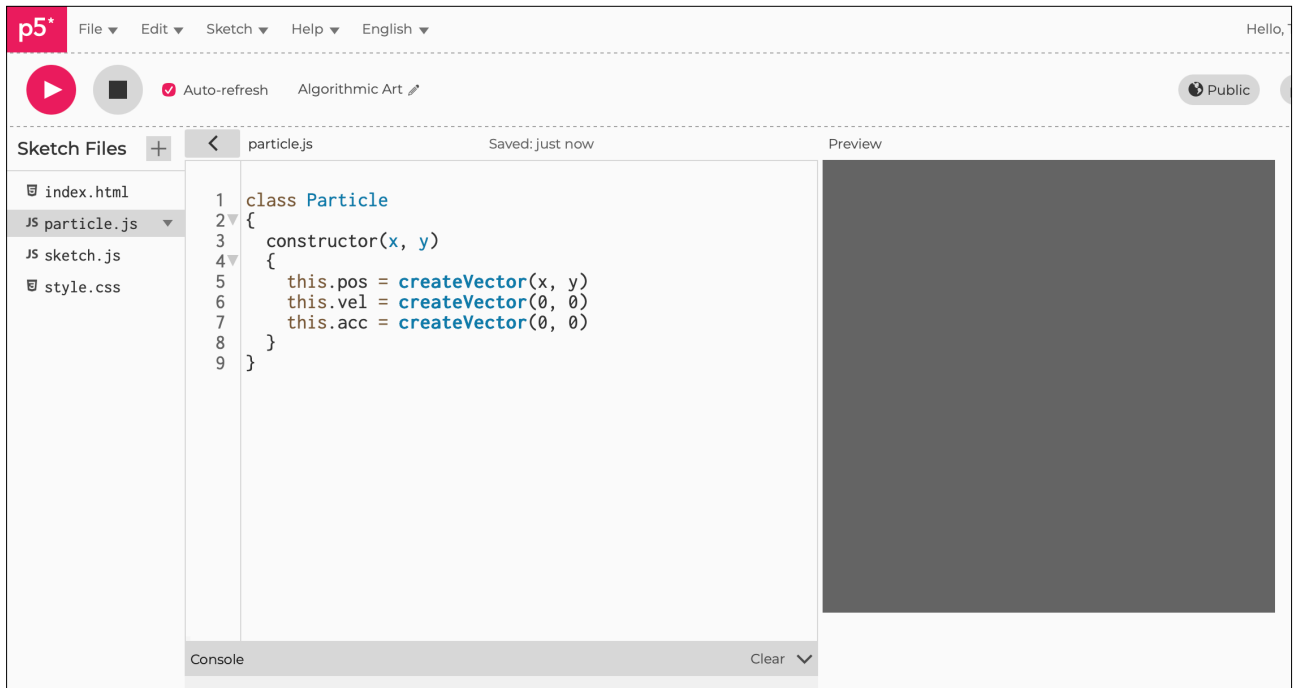 p5* File Edit Sketch Help English Hello,
Auto-refresh Algorithmic Art Public
Sketch Files + particle.js Saved: just now Preview
index.html
JS particle.js
JS sketch.js
style.css
1 class Particle
2 {
3   constructor(x, y)
4   {
5     this.pos = createVector(x, y)
6     this.vel = createVector(0, 0)
7     this.acc = createVector(0, 0)
8   }
9 }
Console Clear